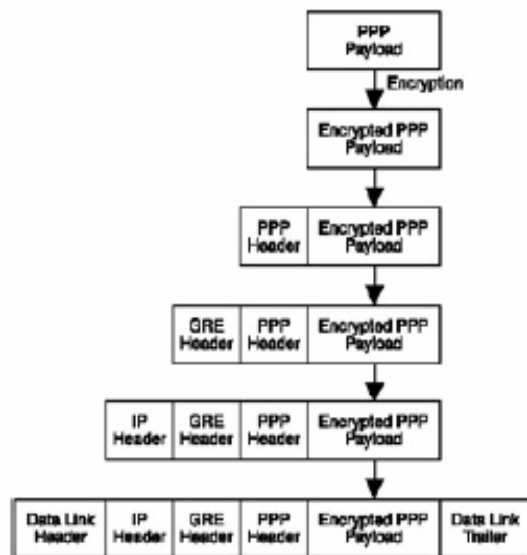 PPP
Payload
Encryption
Encrypted PPP
Payload
PPP
Header
Encrypted PPP
Payload
GRE
Header
PPP
Header
Encrypted PPP
Payload
IP
Header
GRE
Header
PPP
Header
Encrypted PPP
Payload
Data Link
Header
IP
Header
GRE
Header
PPP
Header
Encrypted PPP
Payload
Data Link
Trailer